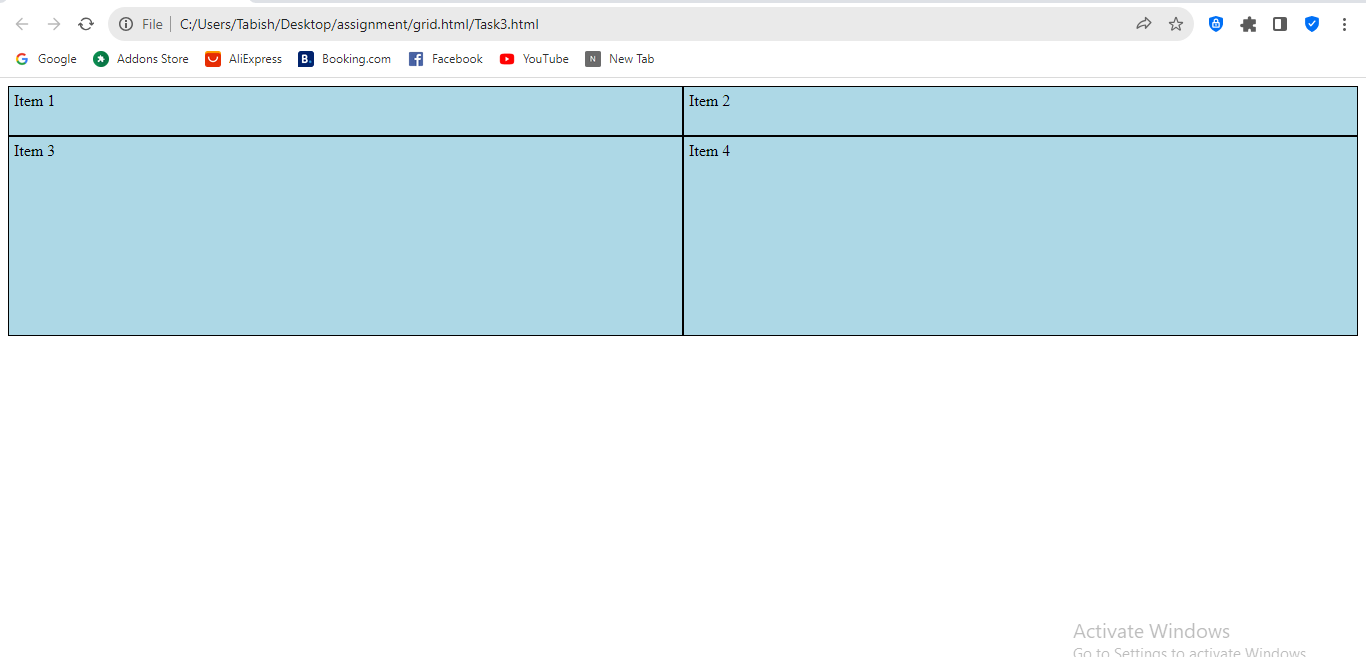 File C:/Users/Tabish/Desktop/assignment/grid.html/Task3.html
Google Addons Store AliExpress B. Booking.com Facebook YouTube N New Tab
Item 1 Item 2
Item 3 Item 4
Activate Windows
Go to Settings to activate Windows.